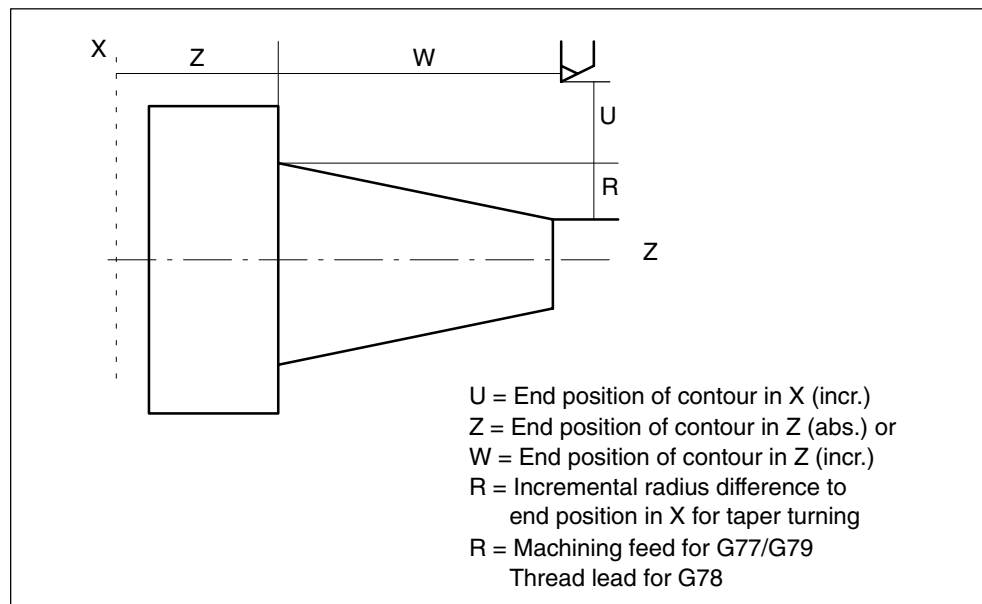 X
Z
W
U
R
Z
U = End position of contour in X (incr.)
Z = End position of contour in Z (abs.) or
W = End position of contour in Z (incr.)
R = Incremental radius difference to
end position in X for taper turning
R = Machining feed for G77/G79
Thread lead for G78